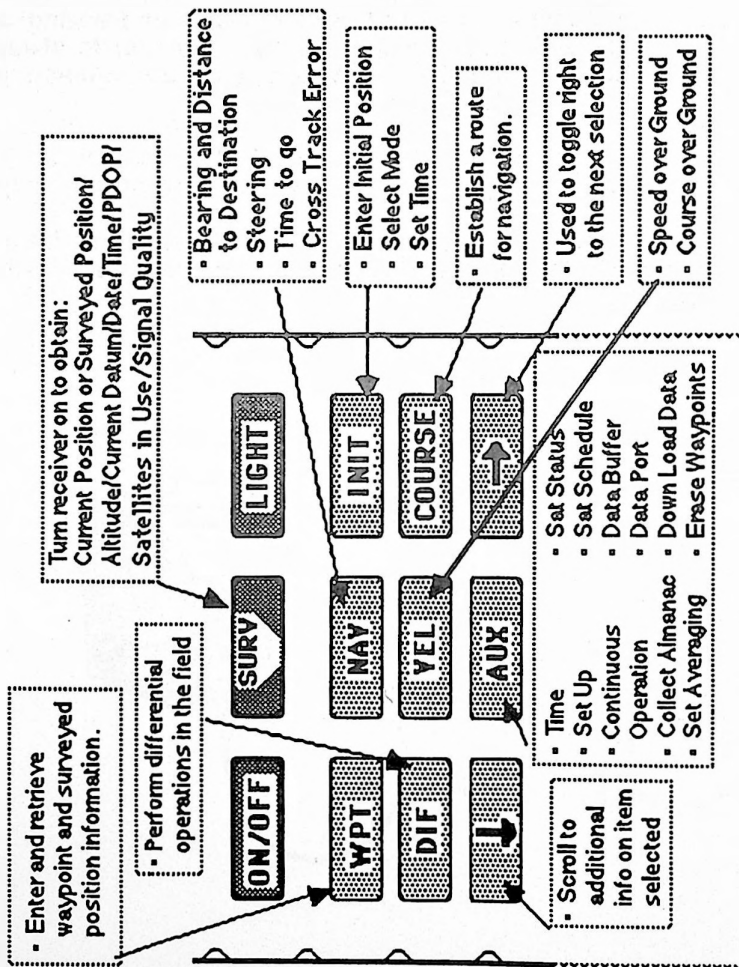 Turn receiver on to obtain:
Current Position or Surveyed Position/
Altitude/Current Datum/Date/Time/PDOP/
Satellites in Use/Signal Quality
▪ Enter and retrieve
waypoint and surveyed
position information.
▪ Perform differential
operations in the field
▪ Bearing and Distance
to Destination
▪ Steering
▪ Time to go
▪ Cross Track Error
▪ Enter Initial Position
▪ Select Mode
▪ Set Time
▪ Establish a route
for navigation.
▪ Used to toggle right
to the next selection
▪ Speed over Ground
▪ Course over Ground
ON/OFF
SURV
LIGHT
WPT
NAV
INIT
DIF
VEL
COURSE
↓
AUX
→
▪ Scroll to
additional
info on item
selected
▪ Time
▪ Set Up
▪ Continuous
Operation
▪ Collect Almanac
▪ Set Averaging
▪ Sat Status
▪ Sat Schedule
▪ Data Buffer
▪ Data Port
▪ Down Load Data
▪ Erase Waypoints